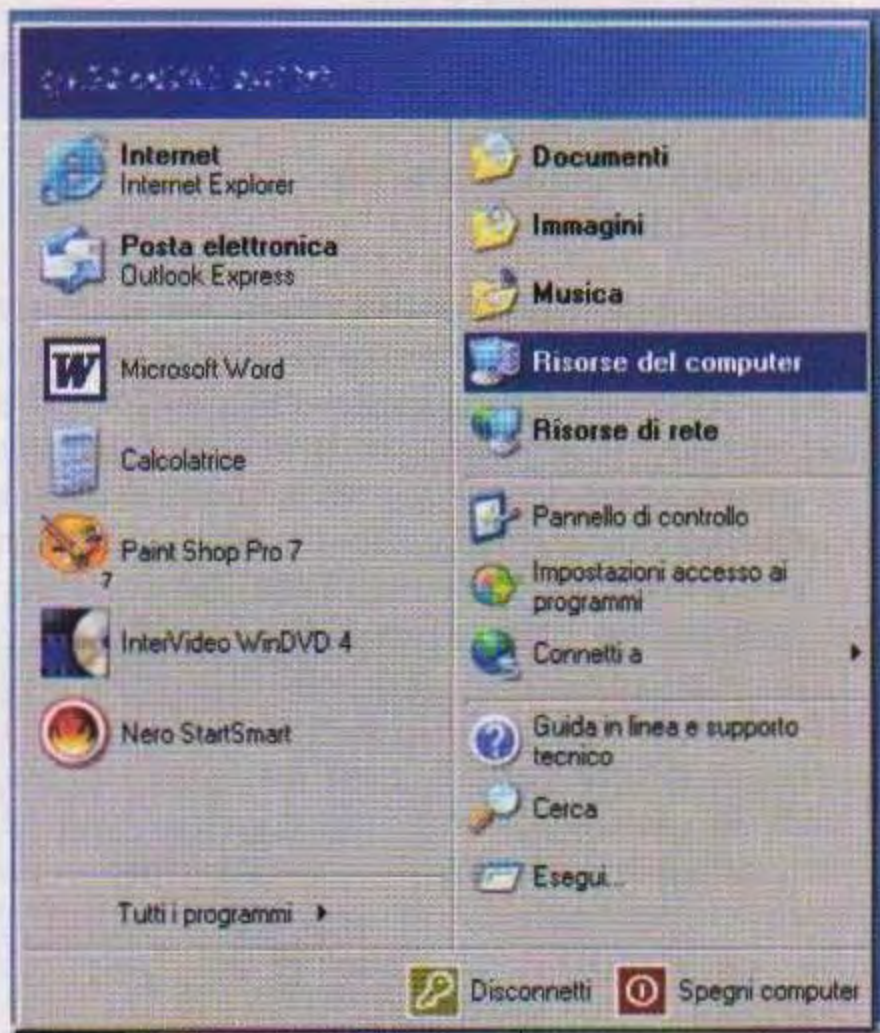 Internet
Internet Explorer
Posta elettronica
Outlook Express
W
Microsoft Word
Calcolatrice
Paint Shop Pro 7
7
InterVideo WinDVD 4
Nero StartSmart
Tutti i programmi
Documenti
Immagini
Musica
Risorse del computer
Risorse di rete
Pannello di controllo
Impostazioni accesso ai
programmi
Connetti a
Guida in linea e supporto
tecnico
Cerca
Esegui...
Disconnetti
Spegni computer